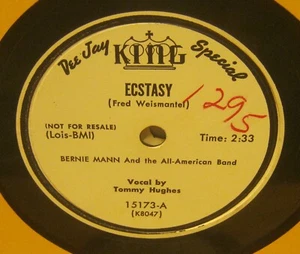 Dee-Jay KING Special
ECSTASY
(Fred Weismantel)
1295
(NOT FOR RESALE)
(Lois-BMI) Time: 2:33
BERNIE MANN And the All-American Band
Vocal by
Tommy Hughes
15173-A
(K8047)